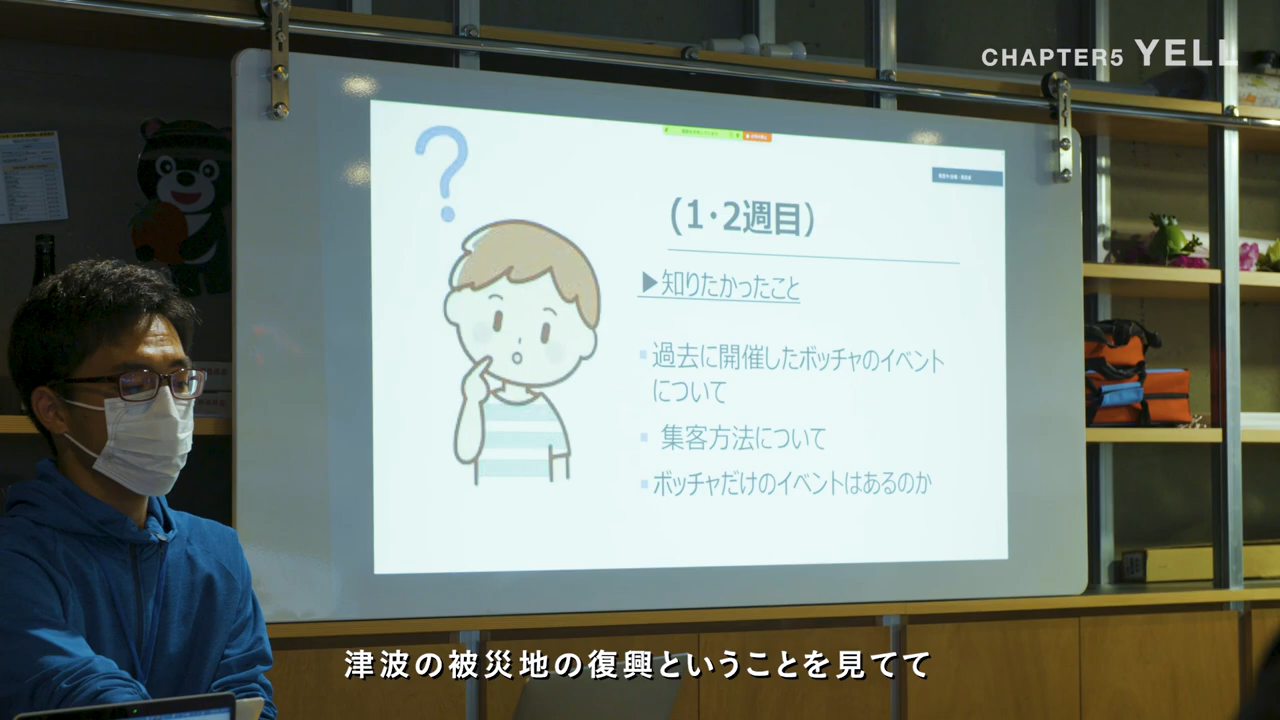 CHAPTER5 YELL
?
(1・2週目)
▶知りたかったこと
過去に開催したボッチャのイベント
について
集客方法について
ボッチャだけのイベントはあるのか
津波の被災地の復興ということを見てて